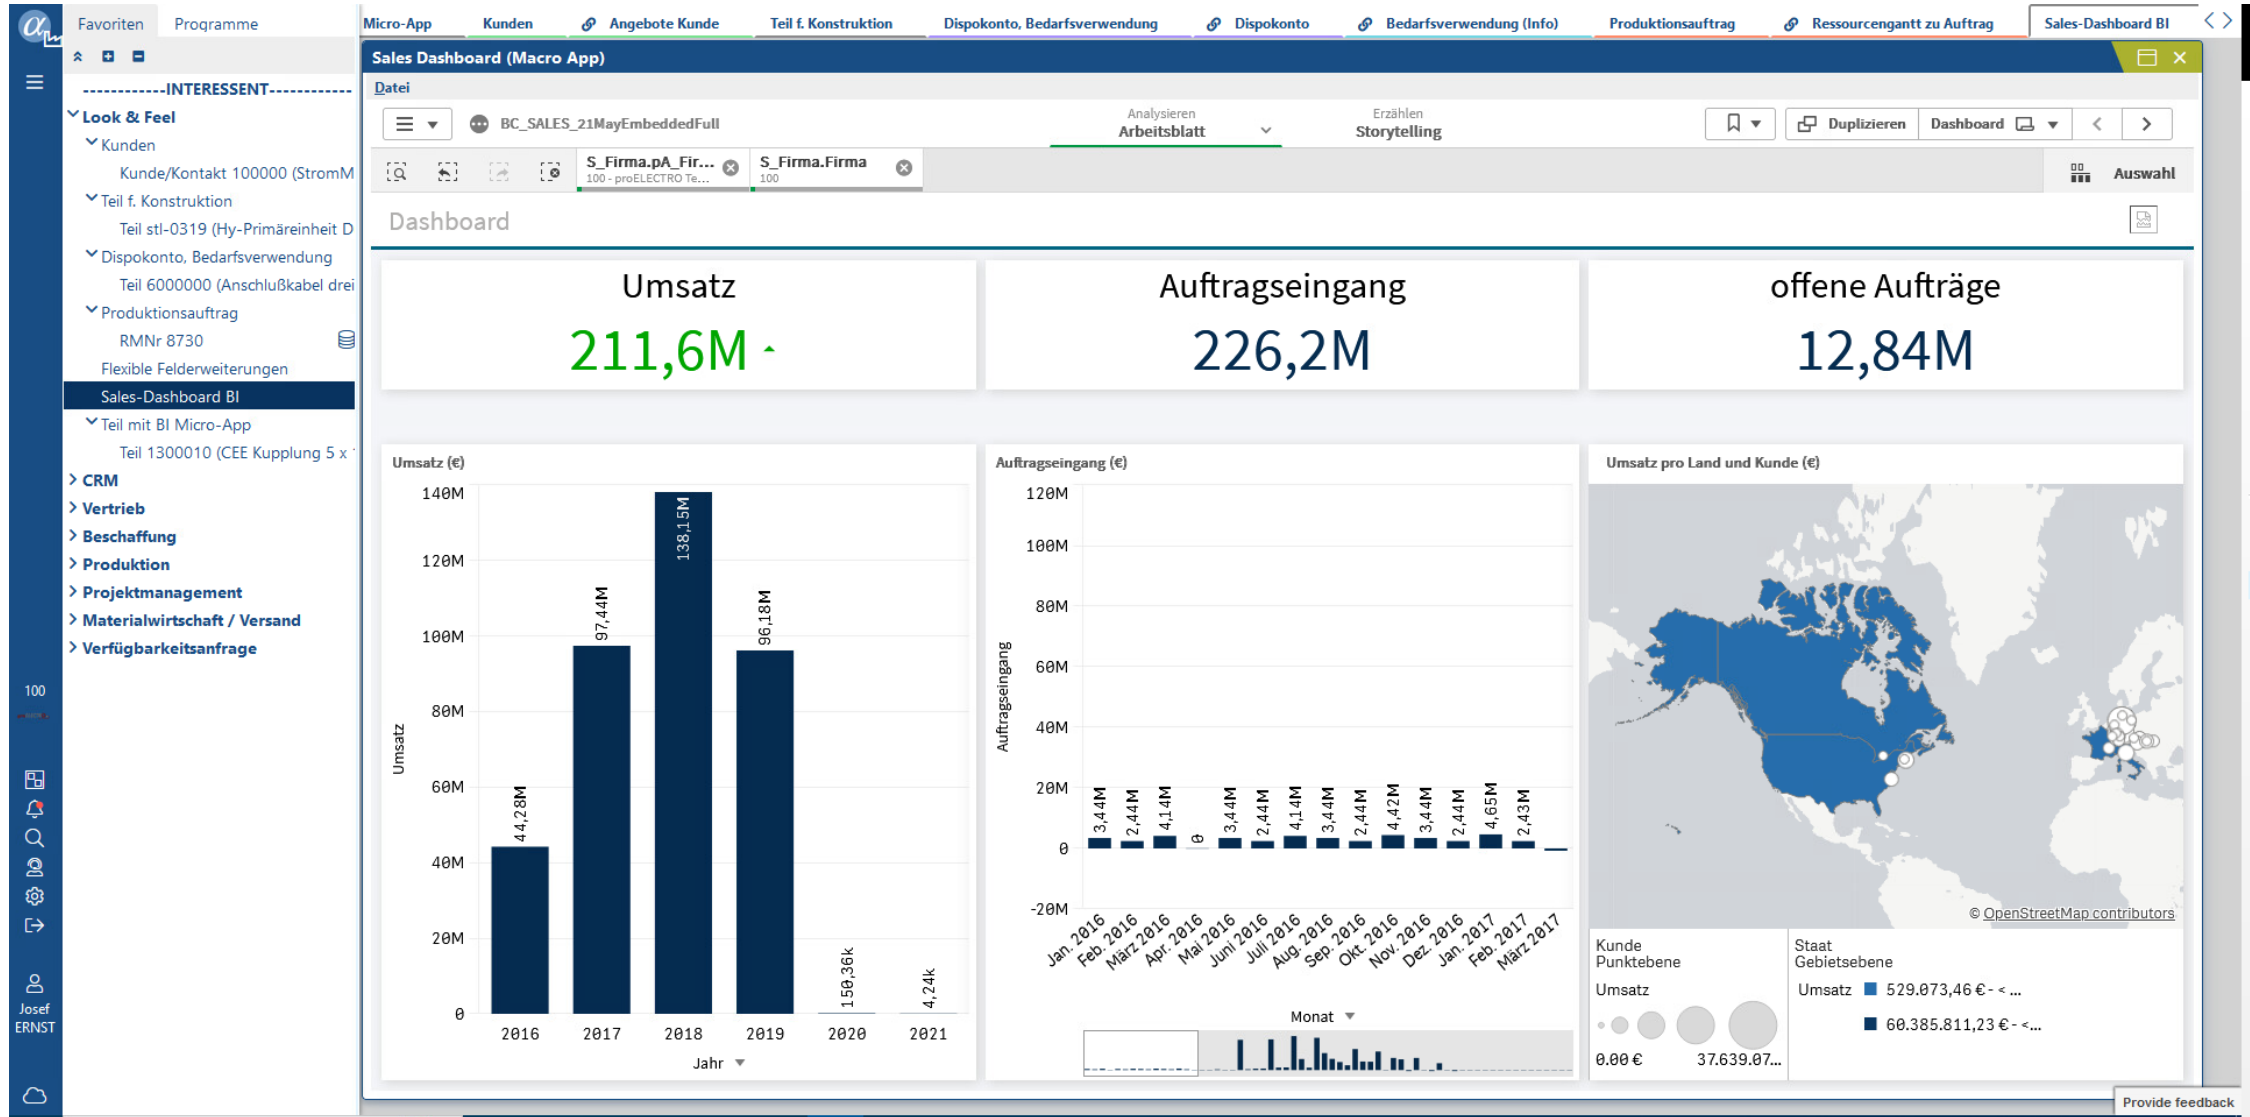 Favoriten
Programme
Micro-App
Kunden
Angebote Kunde
Teil f. Konstruktion
Dispokonto, Bedarfsverwendung
Dispokonto
Bedarfsverwendung (Info)
Produktionsauftrag
Ressourcengantt zu Auftrag
Sales-Dashboard BI
------------INTERESSENT------------
Look & Feel
Kunden
Kunde/Kontakt 100000 (StromM
Teil f. Konstruktion
Teil stl-0319 (Hy-Primäreinheit D
Dispokonto, Bedarfsverwendung
Teil 6000000 (Anschlußkabel drei
Produktionsauftrag
RMNr 8730
Flexible Felderweiterungen
Sales-Dashboard BI
Teil mit BI Micro-App
Teil 1300010 (CEE Kupplung 5 x
CRM
Vertrieb
Beschaffung
Produktion
Projektmanagement
Materialwirtschaft / Versand
Verfügbarkeitsanfrage
100
Josef
ERNST
Sales Dashboard (Macro App)
Datei
BC_SALES_21MayEmbeddedFull
Analysieren
Arbeitsblatt
Erzählen
Storytelling
Duplizieren
Dashboard
S_Firma.pA_Fir...
100 - proELECTRO Te...
S_Firma.Firma
100
Auswahl
Dashboard
Umsatz
211,6M
Auftragseingang
226,2M
offene Aufträge
12,84M
Umsatz (€)
140M
120M
100M
80M
60M
40M
20M
0
Umsatz
44,28M
97,44M
138,15M
96,18M
150,36k
4,24k
2016
2017
2018
2019
2020
2021
Jahr
Auftragseingang (€)
120M
100M
80M
60M
40M
20M
0
-20M
Auftragseingang
3,44M
2,44M
4,14M
0
3,44M
2,44M
4,14M
3,44M
2,44M
4,42M
3,44M
2,44M
4,65M
2,43M
Jan. 2016
Feb. 2016
März 2016
Apr. 2016
Mai 2016
Juni 2016
Juli 2016
Aug. 2016
Sep. 2016
Okt. 2016
Nov. 2016
Dez. 2016
Jan. 2017
Feb. 2017
März 2017
Monat
Umsatz pro Land und Kunde (€)
© OpenStreetMap contributors
Kunde
Punktebene
Umsatz
0.00 €
37.639.07...
Staat
Gebietsebene
Umsatz
529.073,46 € - < ...
60.385.811,23 € - <...
Provide feedback